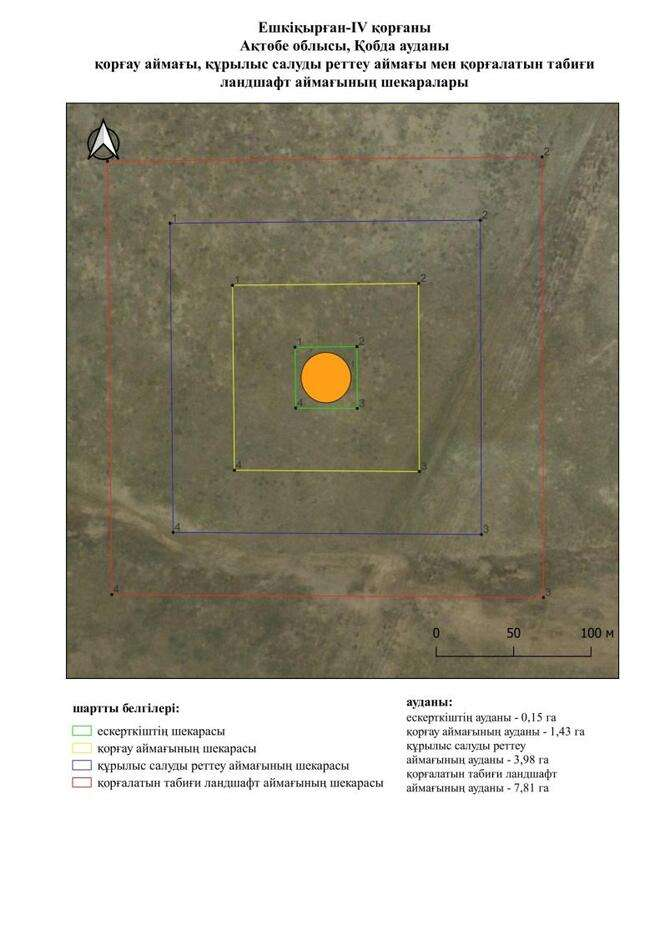 Ешкіқырған-IV қорғаны
Ақтөбе облысы, Қобда ауданы
қорғау аймағы, құрылыс салуды реттеу аймағы мен қорғалатын табиғи
ландшафт аймағының шекаралары
2
1
2
1
2
1
2
4
3
4
3
4
3
4
3
0 50 100 м
шартты белгілері:
ескерткіштің шекарасы
қорғау аймағының шекарасы
құрылыс салуды реттеу аймағының шекарасы
қорғалатын табиғи ландшафт аймағының шекарасы
ауданы:
ескерткіштің ауданы - 0,15 га
қорғау аймағының ауданы - 1,43 га
құрылыс салуды реттеу
аймағының ауданы - 3,98 га
қорғалатын табиғи ландшафт
аймағының ауданы - 7,81 га